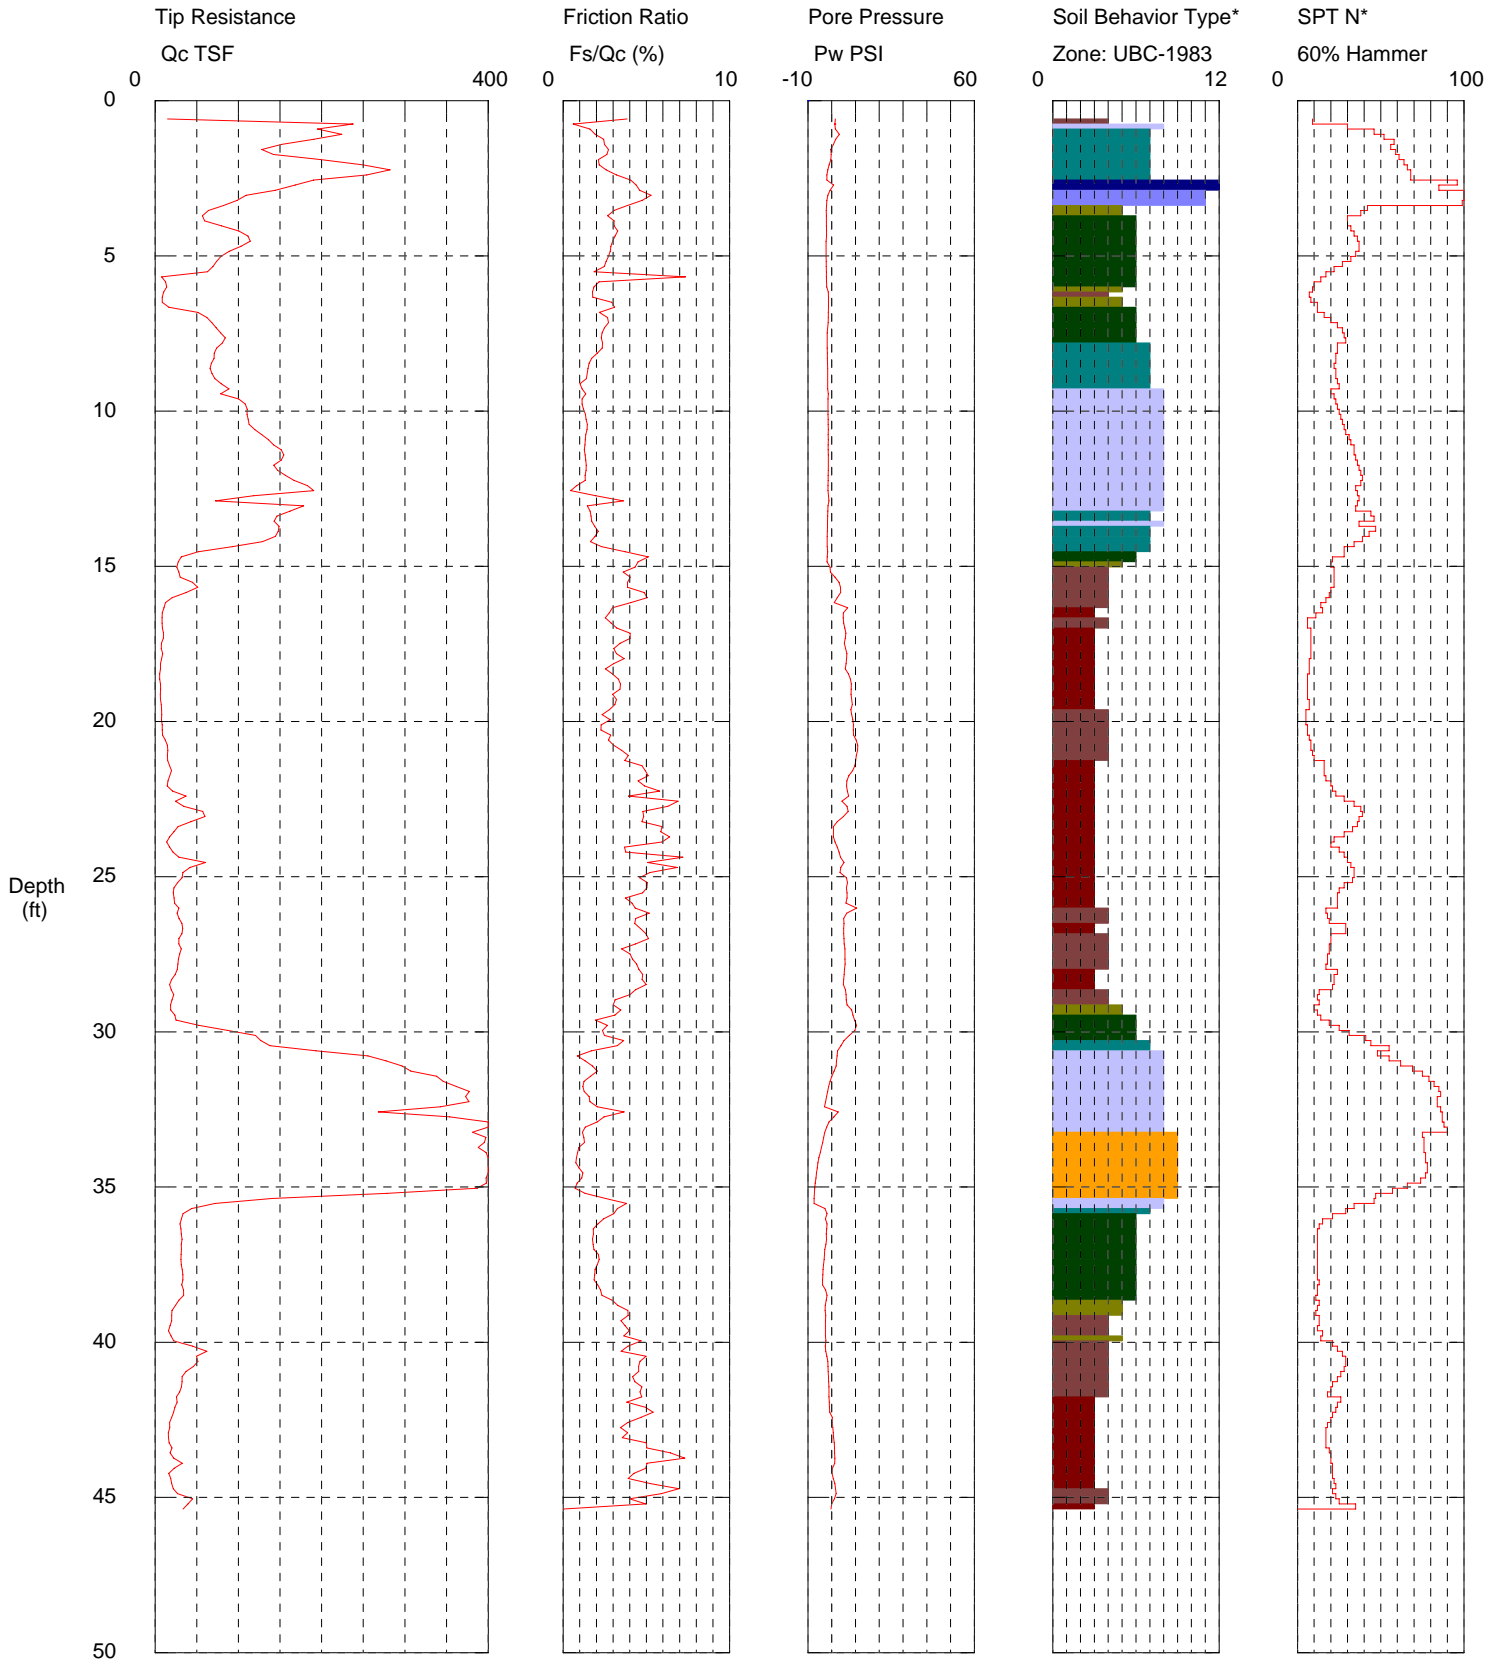 Tip Resistance Friction Ratio Pore Pressure Soil Behavior Type* SPT N*
Qc TSF Fs/Qc (%) Pw PSI Zone: UBC-1983 60% Hammer
0 400 0 10 -10 60 0 12 0 100
0
5
10
15
20
25
Depth
(ft)
30
35
40
45
50